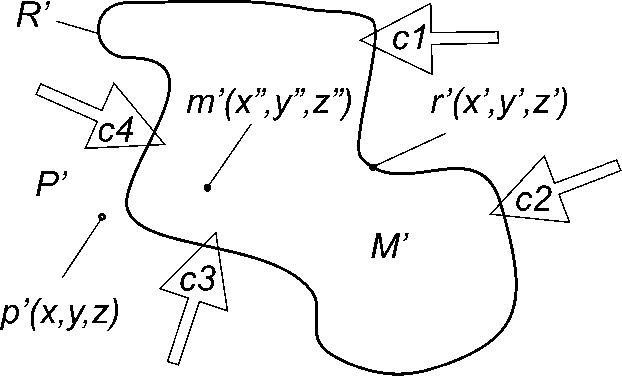 R’
c1
m’(x”,y”,z”)
r’(x’,y’,z’)
c4
P’
c2
M’
c3
p’(x,y,z)